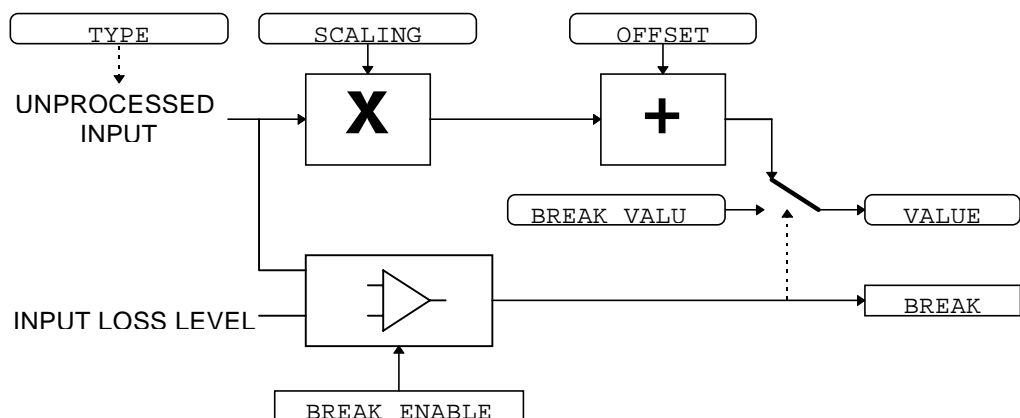 TYPE
SCALING
OFFSET
UNPROCESSED
INPUT
X
+
BREAK VALU
VALUE
INPUT LOSS LEVEL
BREAK
BREAK ENABLE